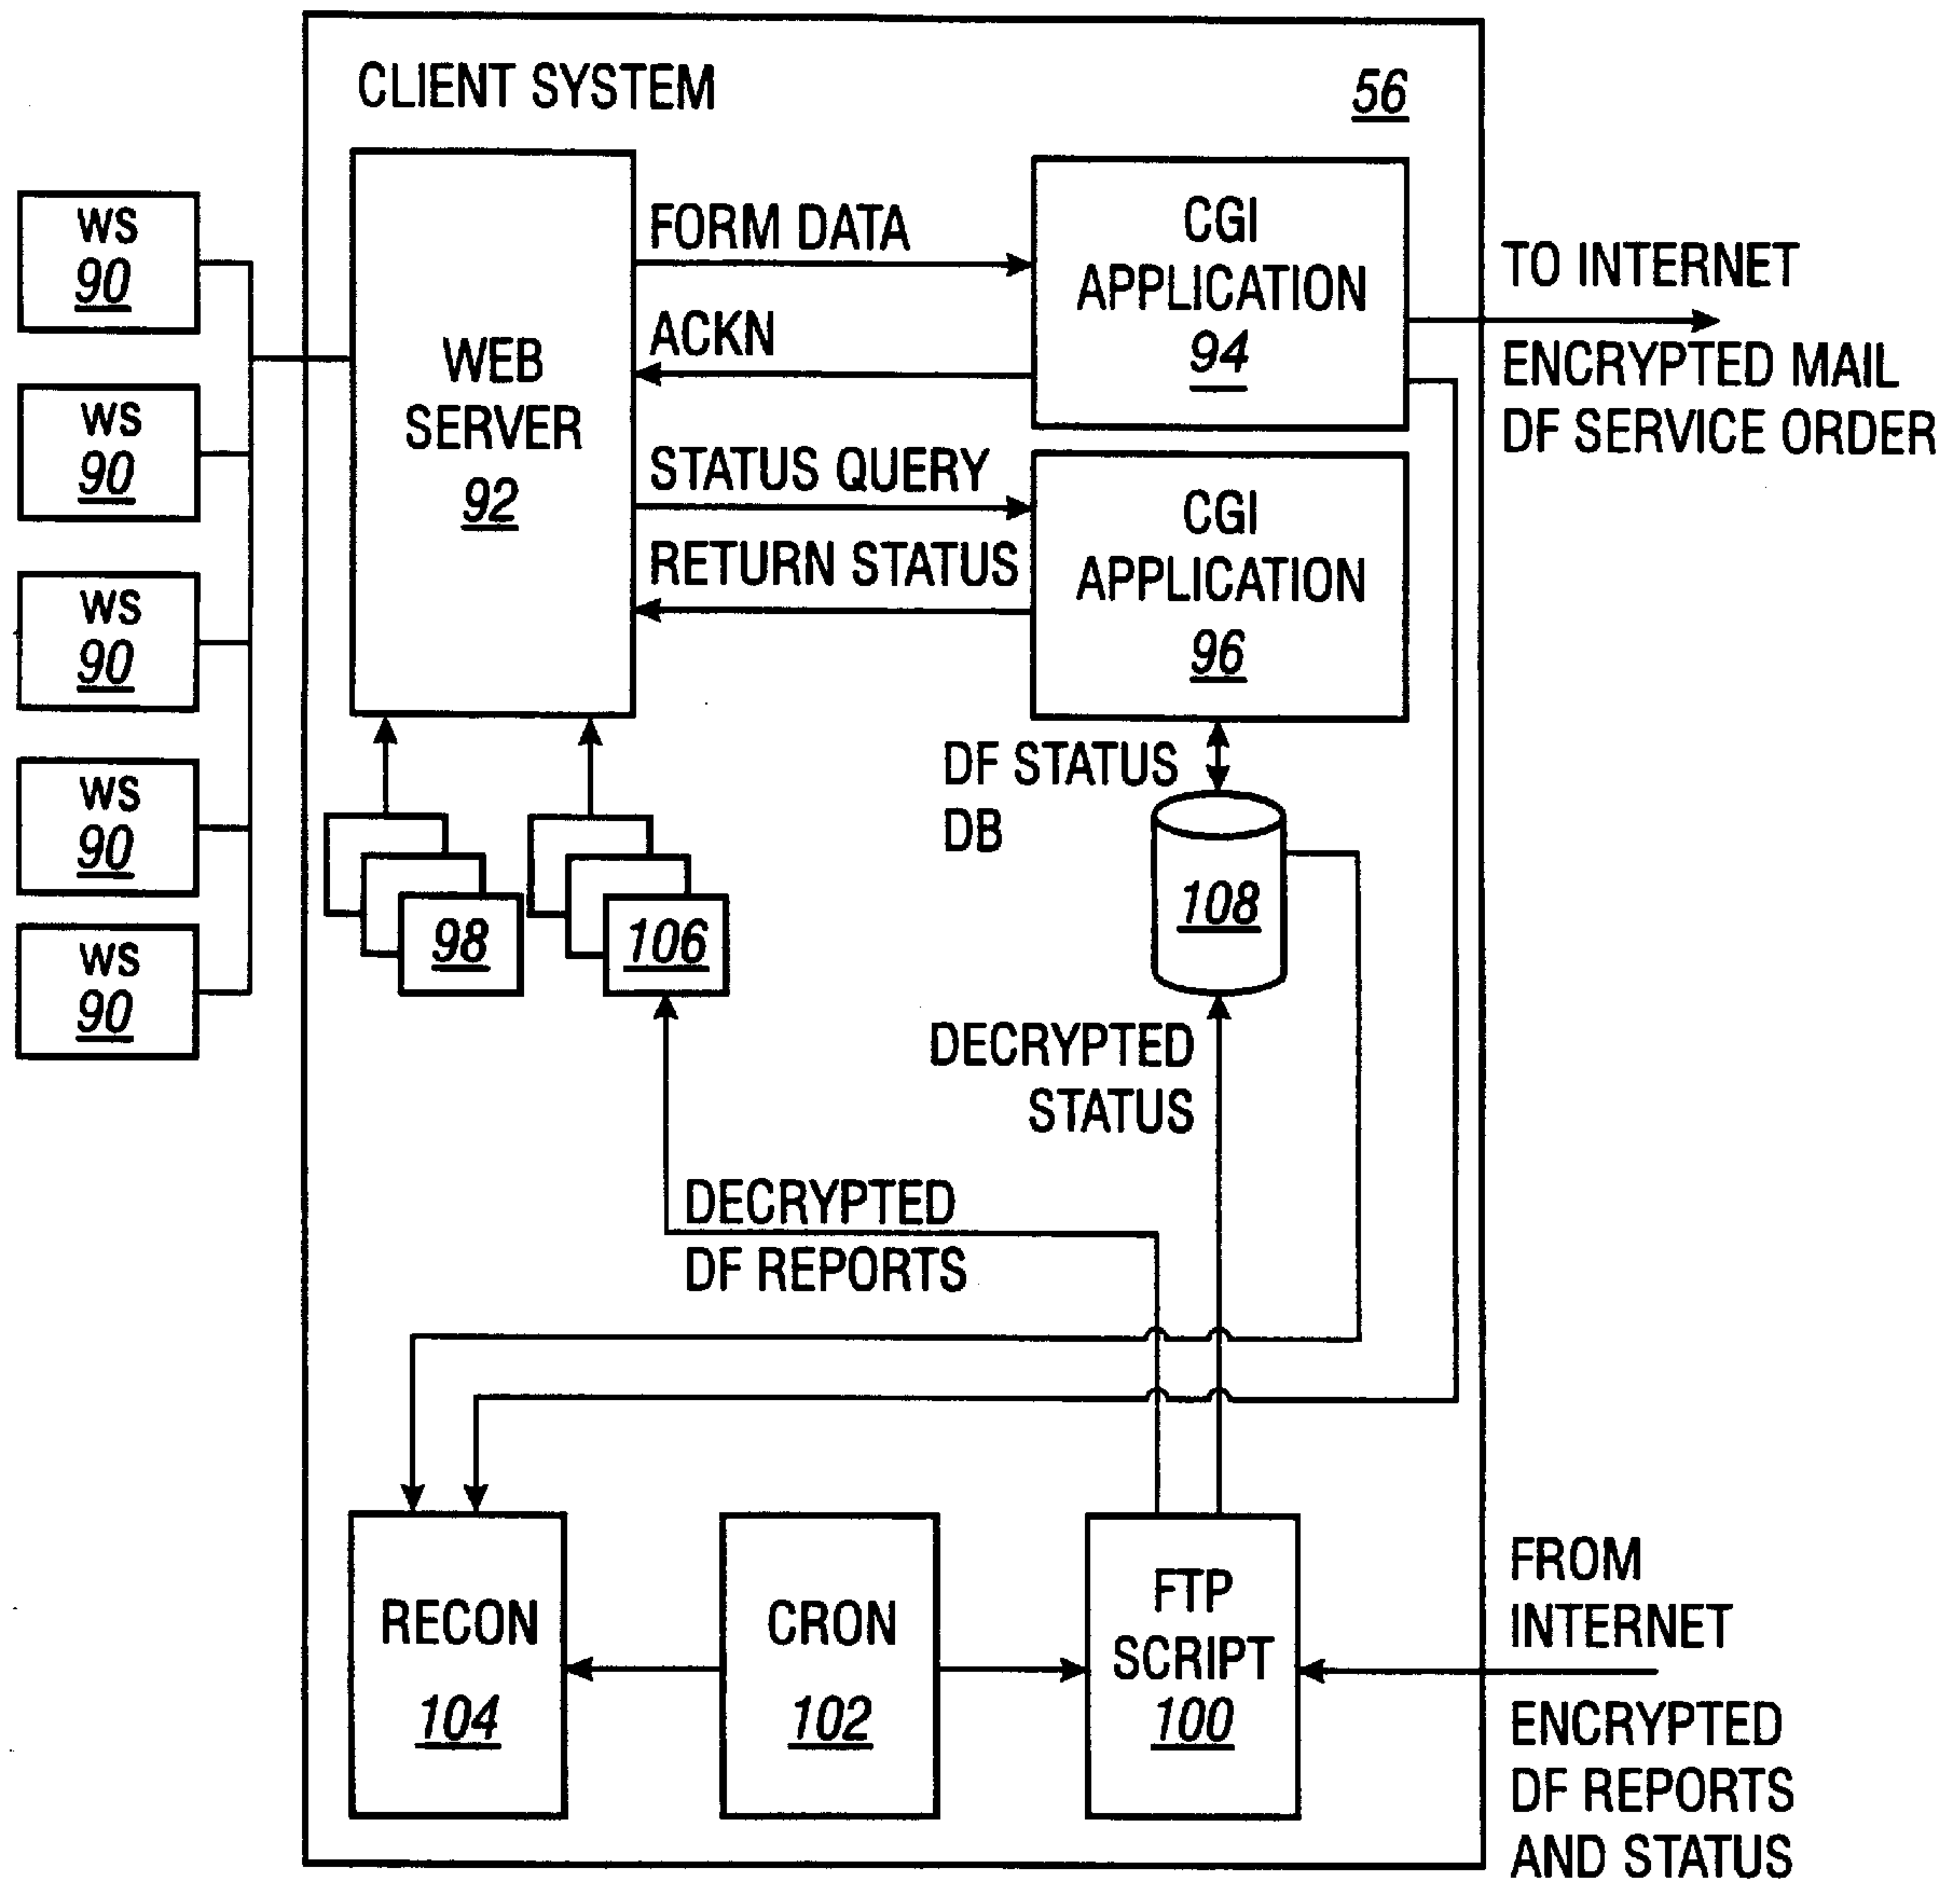 CLIENT SYSTEM
56
WS
90
WS
90
WS
90
WS
90
WS
90
WEB
SERVER
92
FORM DATA
ACKN
STATUS QUERY
RETURN STATUS
CGI
APPLICATION
94
CGI
APPLICATION
96
TO INTERNET
ENCRYPTED MAIL
DF SERVICE ORDER
DF STATUS
DB
108
98
106
DECRYPTED
STATUS
DECRYPTED
DF REPORTS
RECON
104
CRON
102
FTP
SCRIPT
100
FROM
INTERNET
ENCRYPTED
DF REPORTS
AND STATUS